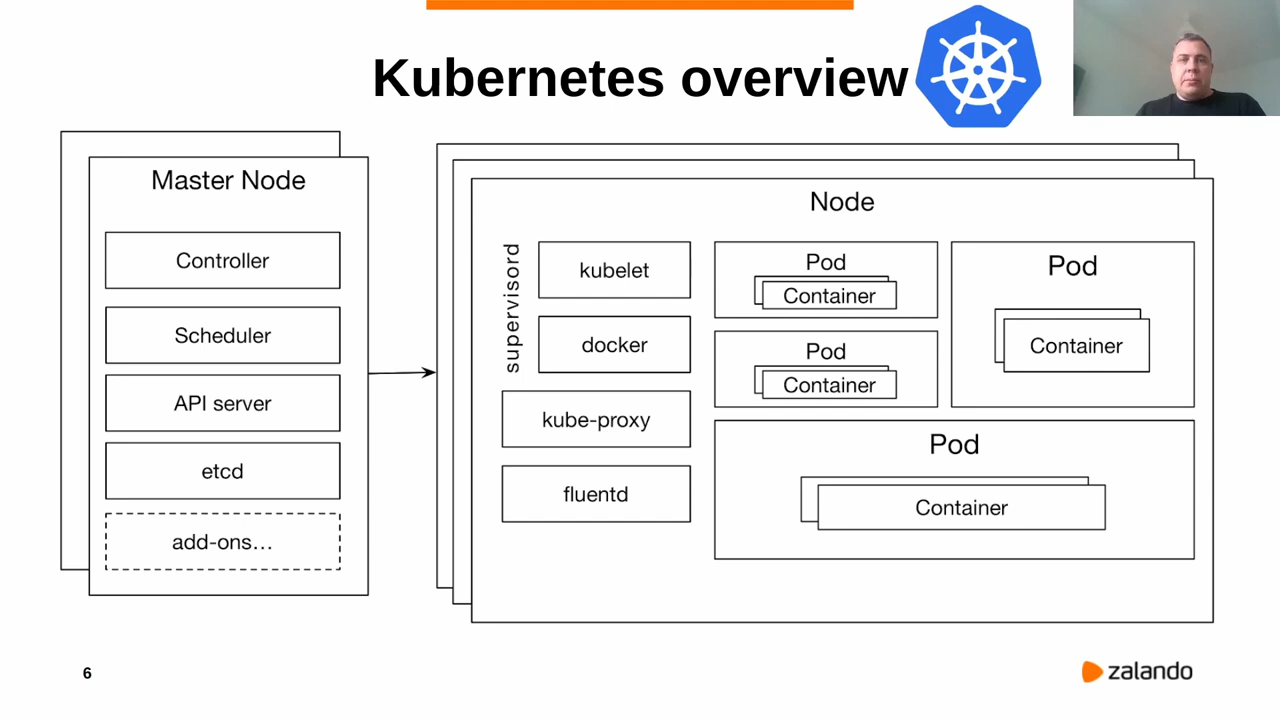 Kubernetes overview
Master Node
Controller
Scheduler
API server
etcd
add-ons...
Node
supervisord
kubelet
docker
kube-proxy
fluentd
Pod
Container
Pod
Container
Pod
Container
Pod
Container
6
zalando